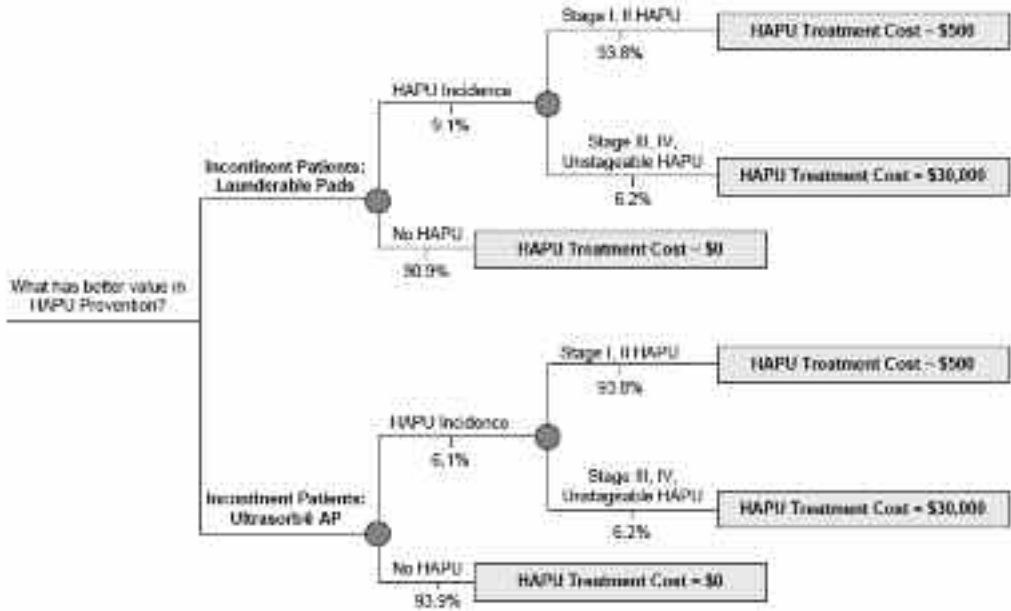 Stage I, II HAPU
93.8%
HAPU Treatment Cost = $500
HAPU Incidence
9.1%
Stage III, IV,
Unstageable HAPU
6.2%
HAPU Treatment Cost = $30,000
Incontinent Patients:
Launderable Pads
No HAPU
90.9%
HAPU Treatment Cost = $0
What has better value in
HAPU Prevention?
Stage I, II HAPU
93.8%
HAPU Treatment Cost = $500
HAPU Incidence
6.1%
Stage III, IV,
Unstageable HAPU
6.2%
HAPU Treatment Cost = $30,000
Incontinent Patients:
Ultrasorb® AP
No HAPU
93.9%
HAPU Treatment Cost = $0